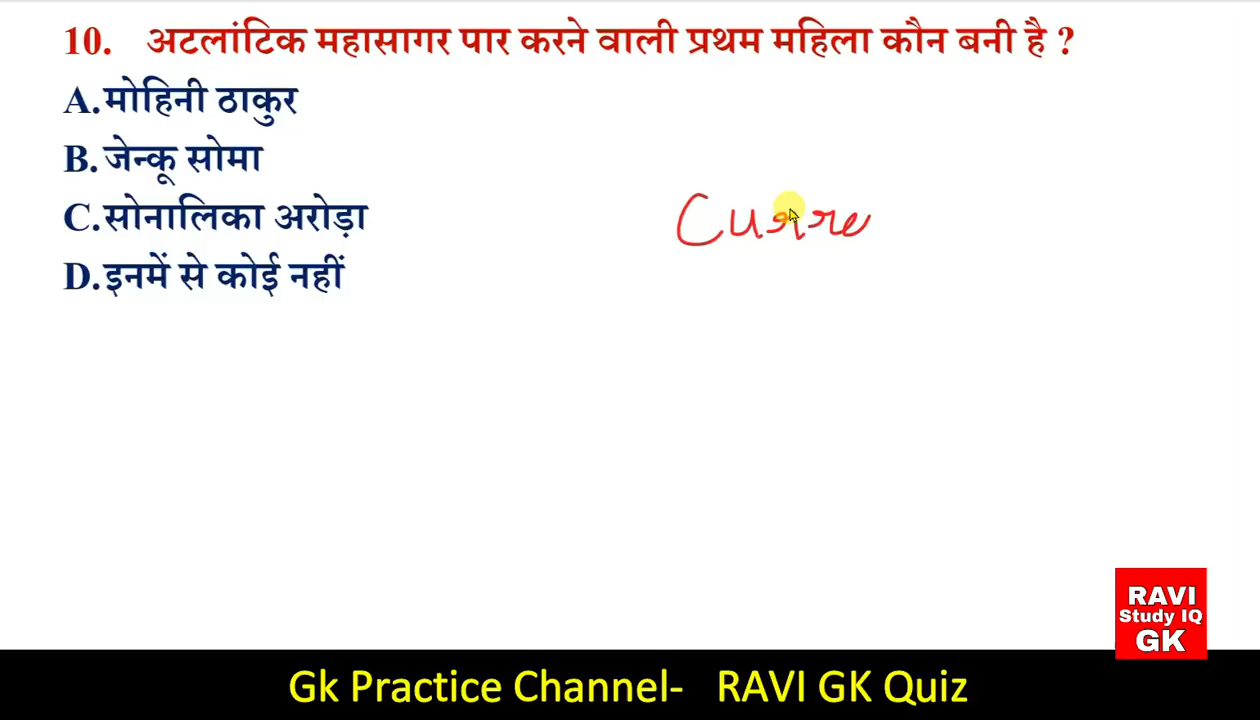 10. अटलांटिक महासागर पार करने वाली प्रथम महिला कौन बनी है ?
A.मोहिनी ठाकुर
B.जेन्कू सोमा
C.सोनालिका अरोड़ा
Curre
D.इनमें से कोई नहीं
RAVI
Study IQ
GK
Gk Practice Channel- RAVI GK Quiz